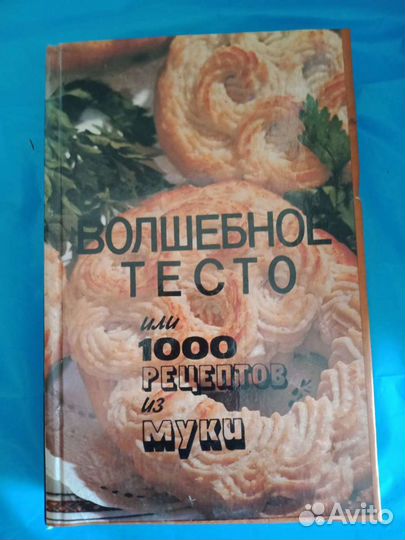 ВОЛШЕБНОЕ
ТЕСТО
или
1000
РЕЦЕПТОВ
из
МУКИ
Avito